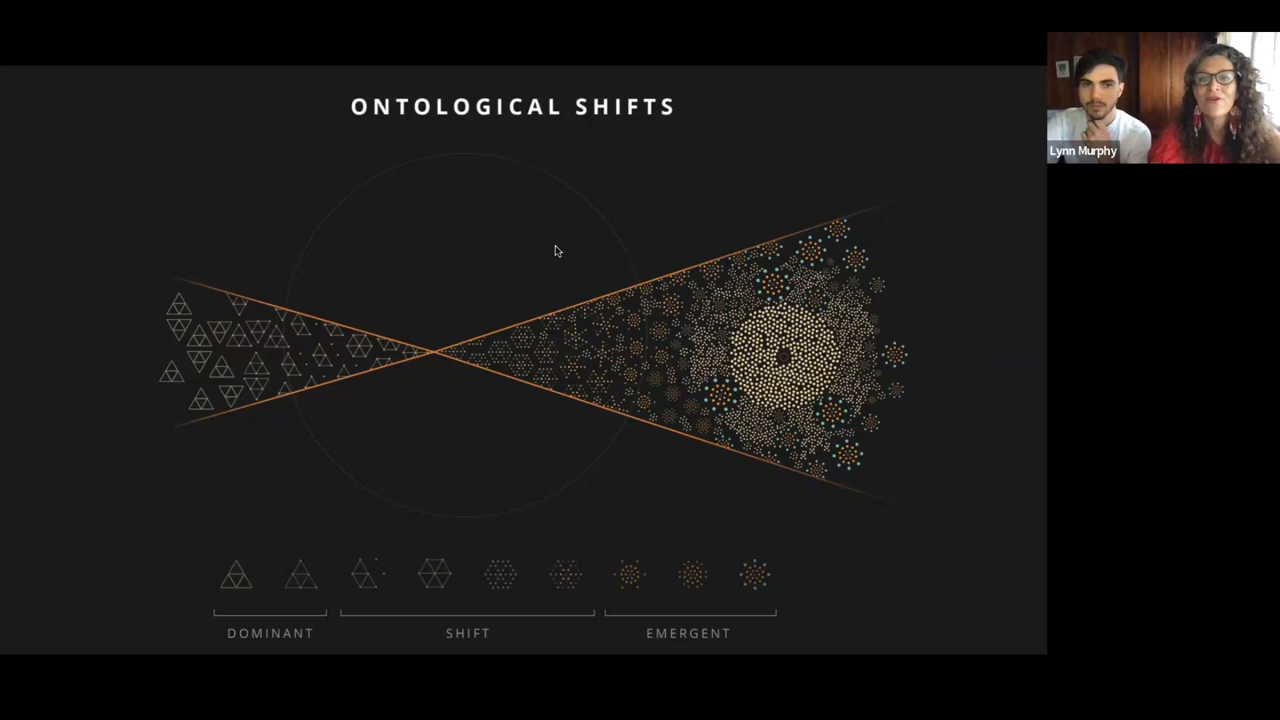 ONTOLOGICAL SHIFTS
Lynn Murphy
DOMINANT
SHIFT
EMERGENT